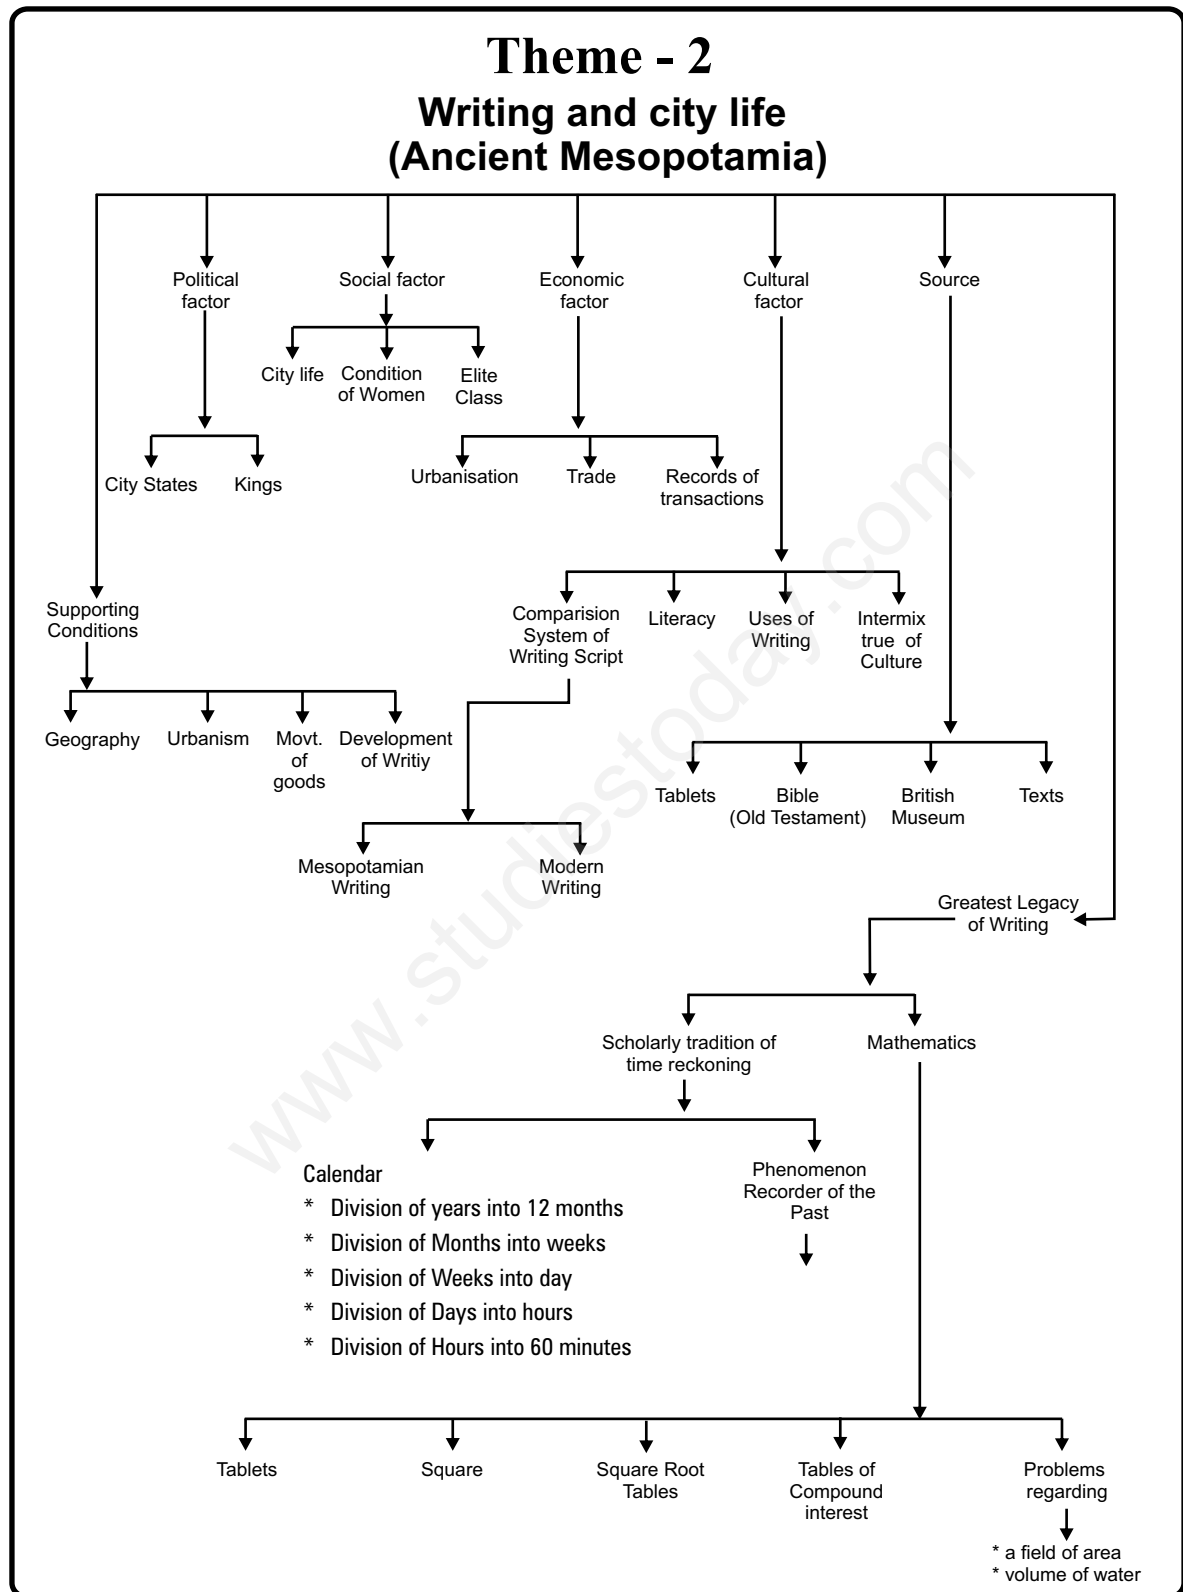 Theme - 2
Writing and city life
(Ancient Mesopotamia)
Political
factor
Social factor
Economic
factor
Cultural
factor
Source
City life
Condition
of Women
Elite
Class
City States
Kings
Urbanisation
Trade
Records of
transactions
Supporting
Conditions
Comparision
System of
Writing Script
Literacy
Uses of
Writing
Intermix
true of
Culture
Geography
Urbanism
Movt.
of
goods
Development
of Writiy
Tablets
Bible
(Old Testament)
British
Museum
Texts
Mesopotamian
Writing
Modern
Writing
Greatest Legacy
of Writing
Scholarly tradition of
time reckoning
Mathematics
Calendar
* Division of years into 12 months
* Division of Months into weeks
* Division of Weeks into day
* Division of Days into hours
* Division of Hours into 60 minutes
Phenomenon
Recorder of the
Past
Tablets
Square
Square Root
Tables
Tables of
Compound
interest
Problems
regarding
* a field of area
* volume of water
www.studiestoday.com